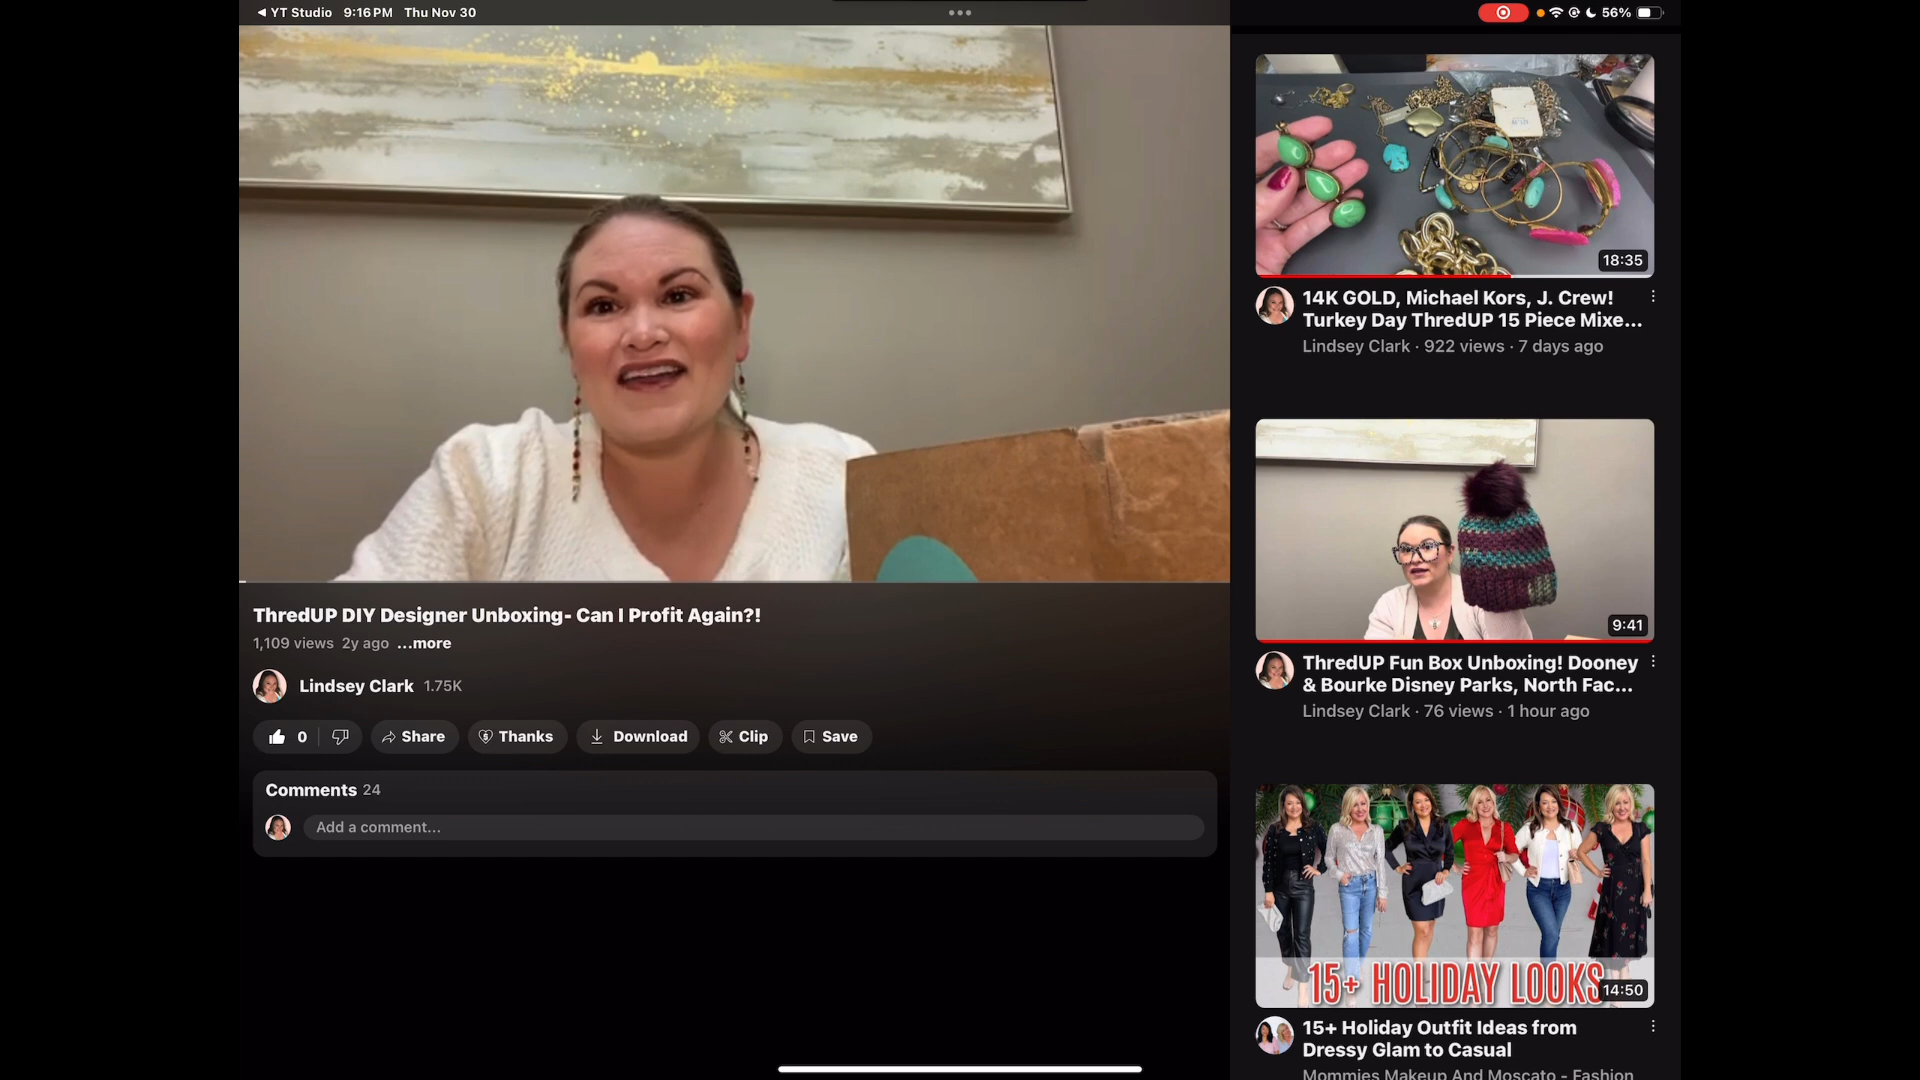 YT Studio 9:16 PM Thu Nov 30
56%
ThredUP DIY Designer Unboxing- Can I Profit Again?!
1,109 views 2y ago ...more
Lindsey Clark 1.75K
0 Share Thanks Download Clip Save
Comments 24
Add a comment...
18:35
14K GOLD, Michael Kors, J. Crew!
Turkey Day ThredUP 15 Piece Mixe...
Lindsey Clark · 922 views · 7 days ago
9:41
ThredUP Fun Box Unboxing! Dooney
& Bourke Disney Parks, North Fac...
Lindsey Clark · 76 views · 1 hour ago
15+ HOLIDAY LOOKS
14:50
15+ Holiday Outfit Ideas from
Dressy Glam to Casual
Mommies Makeup And Moscato - Fashion